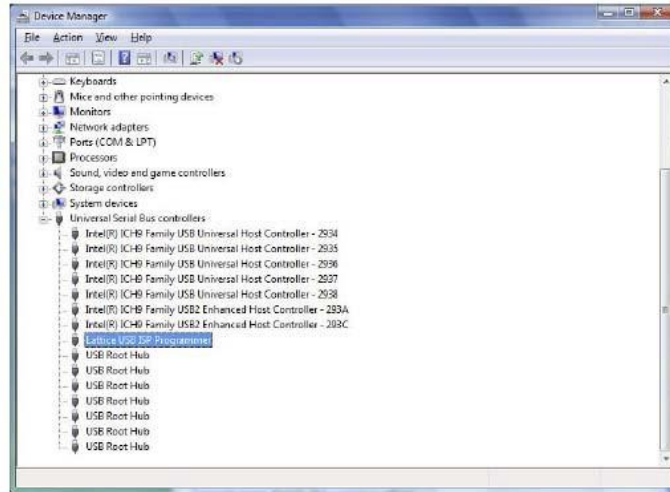 Device Manager
File Action View Help
Keyboards
Mice and other pointing devices
Monitors
Network adapters
Ports (COM & LPT)
Processors
Sound, video and game controllers
Storage controllers
System devices
Universal Serial Bus controllers
Intel(R) ICH9 Family USB Universal Host Controller - 2934
Intel(R) ICH9 Family USB Universal Host Controller - 2935
Intel(R) ICH9 Family USB Universal Host Controller - 2936
Intel(R) ICH9 Family USB Universal Host Controller - 2937
Intel(R) ICH9 Family USB Universal Host Controller - 2938
Intel(R) ICH9 Family USB2 Enhanced Host Controller - 293A
Intel(R) ICH9 Family USB2 Enhanced Host Controller - 293C
Lattice USB ISP Programmer
USB Root Hub
USB Root Hub
USB Root Hub
USB Root Hub
USB Root Hub
USB Root Hub
USB Root Hub